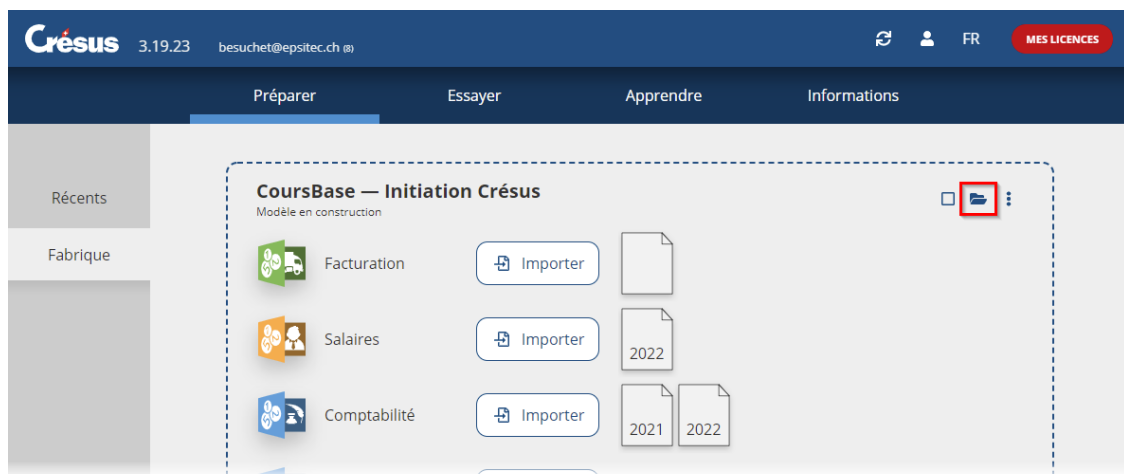 Crésus 3.19.23 besuchet@epsitec.ch (8) FR MES LICENCES
Préparer Essayer Apprendre Informations
Récents
Fabrique
CoursBase — Initiation Crésus
Modèle en construction
Facturation Importer
Salaires Importer 2022
Comptabilité Importer 2021 2022